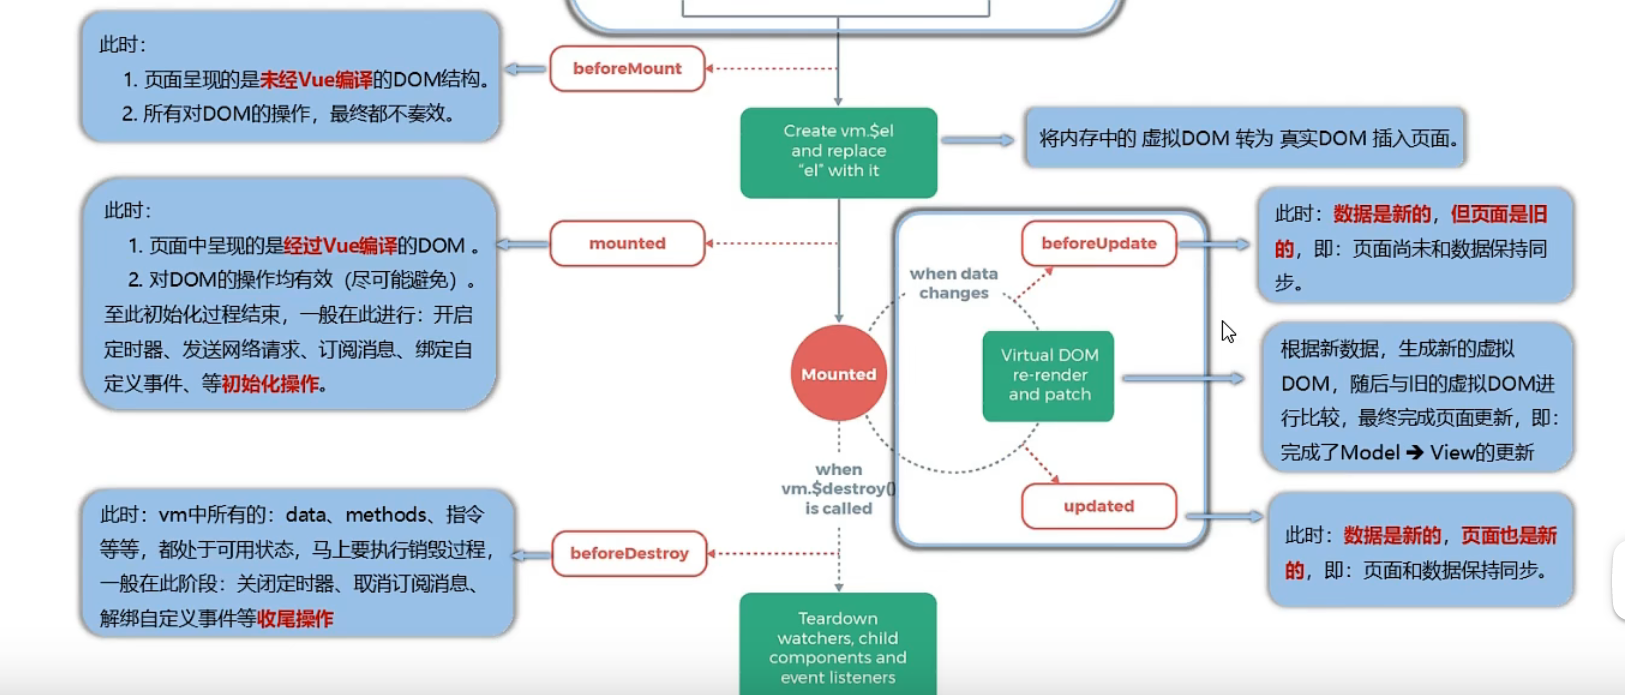 此时：
1. 页面呈现的是未经Vue编译的DOM结构。
2. 所有对DOM的操作，最终都不奏效。
beforeMount
Create vm.$el
and replace
"el" with it
将内存中的 虚拟DOM 转为 真实DOM 插入页面。
此时：
1. 页面中呈现的是经过Vue编译的DOM 。
2. 对DOM的操作均有效（尽可能避免）。
至此初始化过程结束，一般在此进行：开启
定时器、发送网络请求、订阅消息、绑定自
定义事件、等初始化操作。
mounted
beforeUpdate
此时：数据是新的，但页面是旧
的，即：页面尚未和数据保持同
步。
when data
changes
Mounted
Virtual DOM
re-render
and patch
根据新数据，生成新的虚拟
DOM，随后与旧的虚拟DOM进
行比较，最终完成页面更新，即：
完成了Model ➔ View的更新
when
vm.$destroy()
is called
updated
此时：数据是新的，页面也是新
的，即：页面和数据保持同步。
此时：vm中所有的：data、methods、指令
等等，都处于可用状态，马上要执行销毁过程，
一般在此阶段：关闭定时器、取消订阅消息、
解绑自定义事件等收尾操作
beforeDestroy
Teardown
watchers, child
components and
event listeners